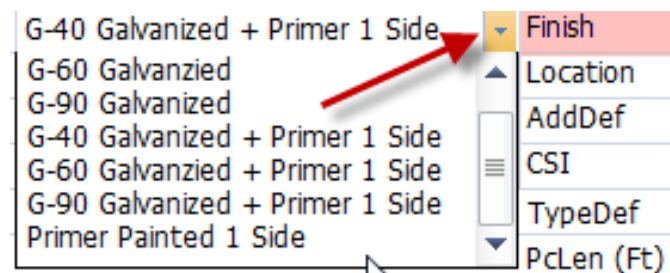 G-40 Galvanized + Primer 1 Side
Finish
G-60 Galvanzied
Location
G-90 Galvanized
AddDef
G-40 Galvanized + Primer 1 Side
G-60 Galvanzied + Primer 1 Side
CSI
G-90 Galvanized + Primer 1 Side
TypeDef
Primer Painted 1 Side
PcLen (Ft)